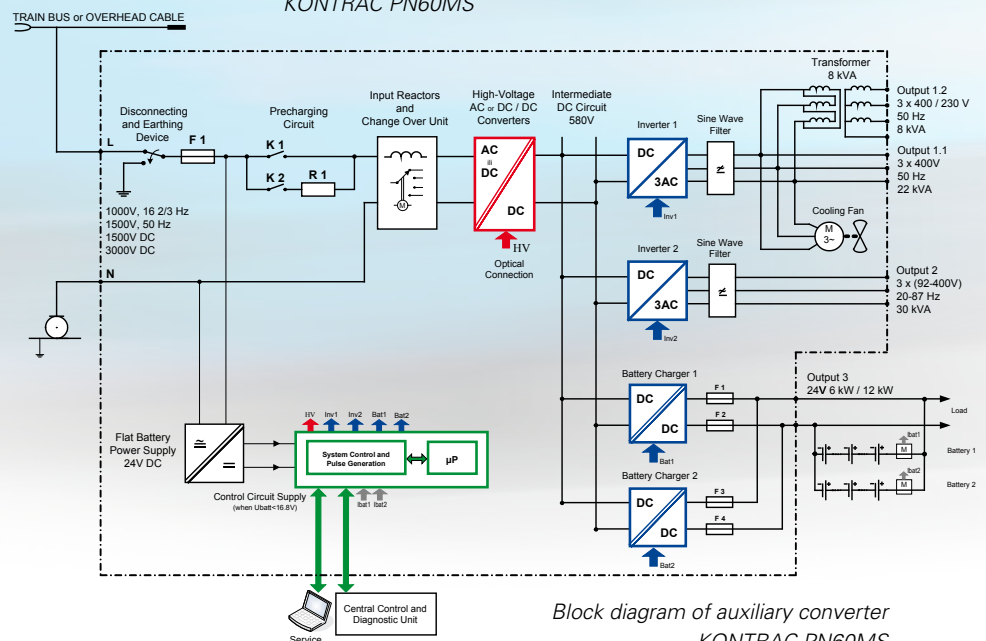 KONTRAC PN60MS
TRAIN BUS or OVERHEAD CABLE
Disconnecting
and Earthing
Device
L
F 1
Precharging
Circuit
K 1
K 2
R 1
Input Reactors
and
Change Over Unit
M
High-Voltage
AC or DC / DC
Converters
AC
ili
DC
DC
HV
Optical
Connection
Intermediate
DC Circuit
580V
Inverter 1
DC
3AC
Inv1
Sine Wave
Filter
≠
Transformer
8 kVA
Output 1.2
3 x 400 / 230 V
50 Hz
8 kVA
Output 1.1
3 x 400V
50 Hz
22 kVA
Cooling Fan
M
3~
1000V, 16 2/3 Hz
1500V, 50 Hz
1500V DC
3000V DC
N
Inverter 2
DC
3AC
Inv2
Sine Wave
Filter
≠
Output 2
3 x (92-400V)
20-87 Hz
30 kVA
Battery Charger 1
DC
DC
Bat1
F 1
F 2
Output 3
24V 6 kW / 12 kW
Load
Ibat1
M
Battery 1
Ibat2
M
Battery 2
Battery Charger 2
DC
DC
Bat2
F 3
F 4
Flat Battery
Power Supply
24V DC
HV
Inv1
Inv2
Bat1
Bat2
System Control and
Pulse Generation
µP
Control Circuit Supply
(when Ubatt<16.8V)
Ibat1
Ibat2
Service
Central Control and
Diagnostic Unit
Block diagram of auxiliary converter
KONTRAC PN60MS